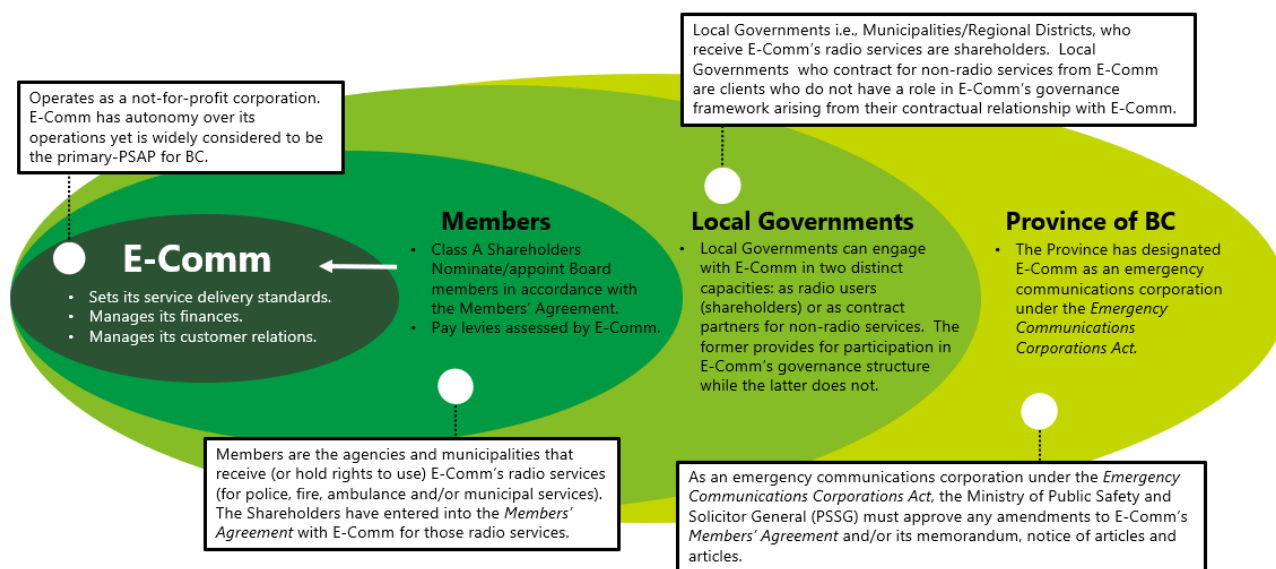 Local Governments i.e., Municipalities/Regional Districts, who
receive E-Comm's radio services are shareholders.  Local
Governments  who contract for non-radio services from E-Comm
are clients who do not have a role in E-Comm's governance
framework arising from their contractual relationship with E-Comm.
Operates as a not-for-profit corporation.
E-Comm has autonomy over its
operations yet is widely considered to be
the primary-PSAP for BC.
E-Comm
• Sets its service delivery standards.
• Manages its finances.
• Manages its customer relations.
Members
• Class A Shareholders
Nominate/appoint Board
members in accordance with
the Members' Agreement.
• Pay levies assessed by E-Comm.
Local Governments
• Local Governments can engage
with E-Comm in two distinct
capacities: as radio users
(shareholders) or as contract
partners for non-radio services.  The
former provides for participation in
E-Comm's governance structure
while the latter does not.
Province of BC
• The Province has designated
E-Comm as an emergency
communications corporation
under the Emergency
Communications
Corporations Act.
Members are the agencies and municipalities that
receive (or hold rights to use) E-Comm's radio services
(for police, fire, ambulance and/or municipal services).
The Shareholders have entered into the Members'
Agreement with E-Comm for those radio services.
As an emergency communications corporation under the Emergency
Communications Corporations Act, the Ministry of Public Safety and
Solicitor General (PSSG) must approve any amendments to E-Comm's
Members' Agreement and/or its memorandum, notice of articles and
articles.